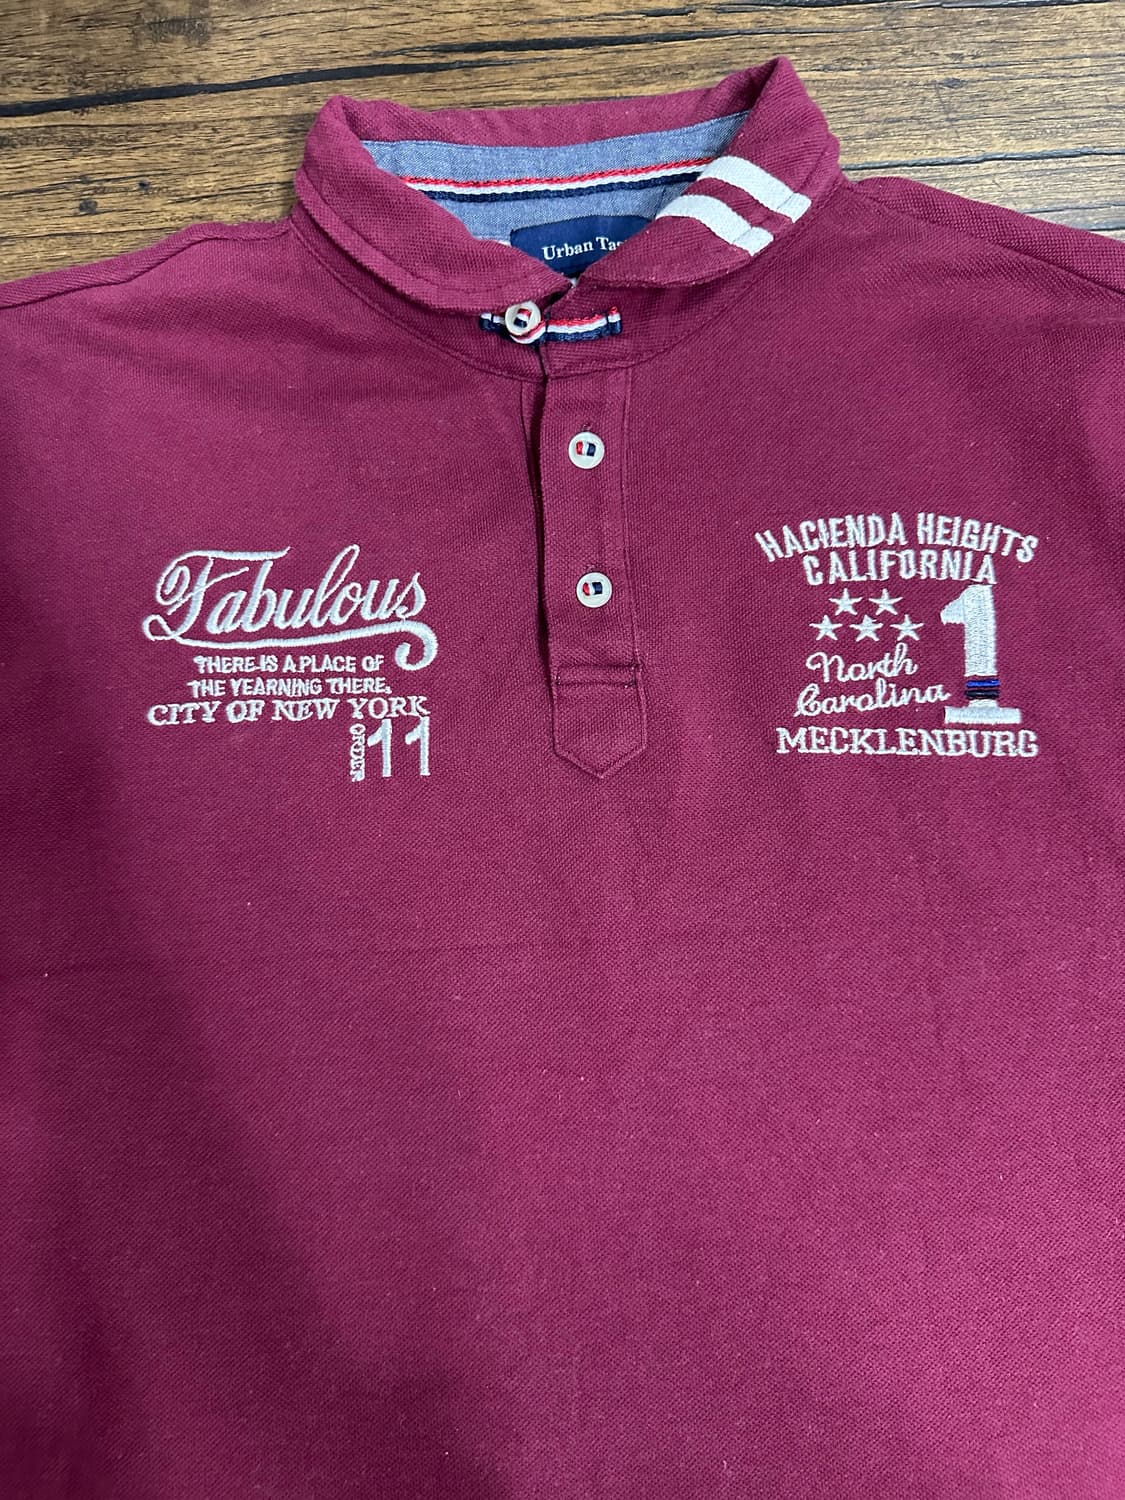 Urban
Fabulous
THERE IS A PLACE OF
THE YEARNING THERE,
CITY OF NEW YORK
ORDER 11
HACIENDA HEIGHTS
CALIFORNIA
1
North
Carolina
MECKLENBURG